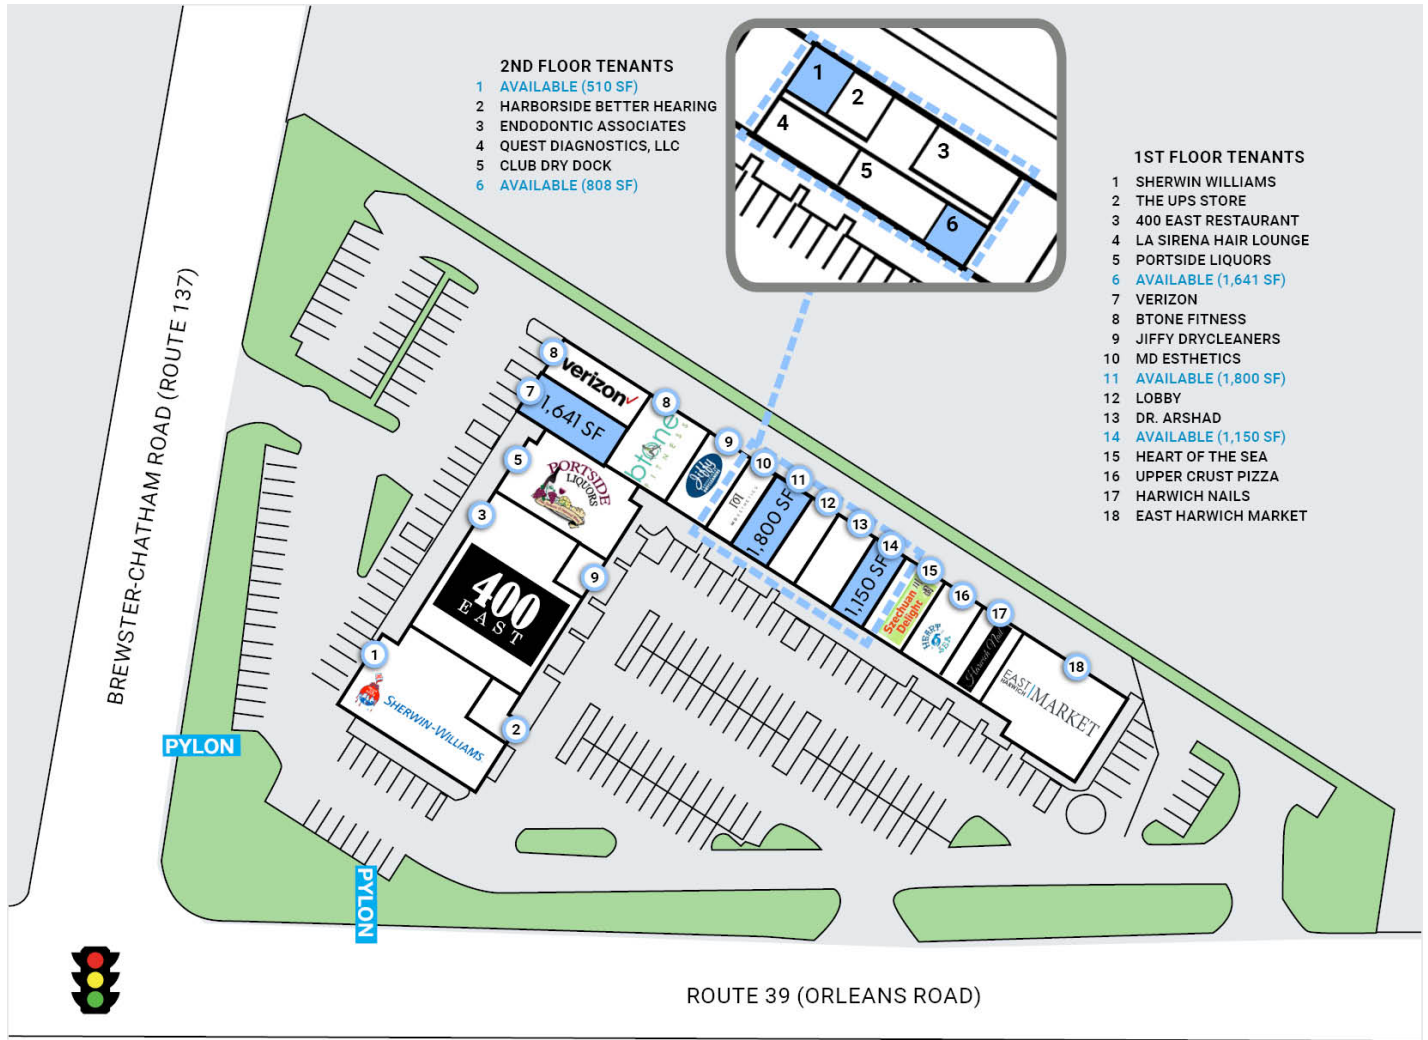 2ND FLOOR TENANTS
1 AVAILABLE (510 SF)
2 HARBORSIDE BETTER HEARING
3 ENDODONTIC ASSOCIATES
4 QUEST DIAGNOSTICS, LLC
5 CLUB DRY DOCK
6 AVAILABLE (808 SF)
1
2
3
4
5
6
1ST FLOOR TENANTS
1 SHERWIN WILLIAMS
2 THE UPS STORE
3 400 EAST RESTAURANT
4 LA SIRENA HAIR LOUNGE
5 PORTSIDE LIQUORS
6 AVAILABLE (1,641 SF)
7 VERIZON
8 BTONE FITNESS
9 JIFFY DRYCLEANERS
10 MD ESTHETICS
11 AVAILABLE (1,800 SF)
12 LOBBY
13 DR. ARSHAD
14 AVAILABLE (1,150 SF)
15 HEART OF THE SEA
16 UPPER CRUST PIZZA
17 HARWICH NAILS
18 EAST HARWICH MARKET
BREWSTER-CHATHAM ROAD (ROUTE 137)
8
verizon
7
1,641 SF
8
btone
FITNESS
9
Jiffy
10
11
1,800 SF
12
13
14
1,150 SF
15
Szechuan
Delight
16
HEART
SEA
17
Harwich Nail
18
EAST
HARWICH
MARKET
5
PORTSIDE
LIQUORS
3
400
EAST
9
1
SHERWIN-WILLIAMS
2
PYLON
PYLON
ROUTE 39 (ORLEANS ROAD)